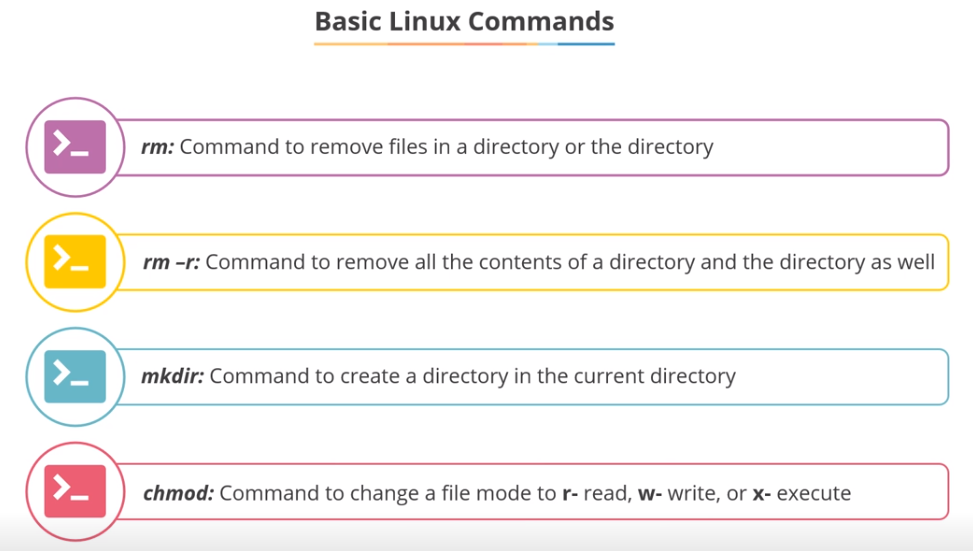 Basic Linux Commands
rm: Command to remove files in a directory or the directory
rm –r: Command to remove all the contents of a directory and the directory as well
mkdir: Command to create a directory in the current directory
chmod: Command to change a file mode to r- read, w- write, or x- execute